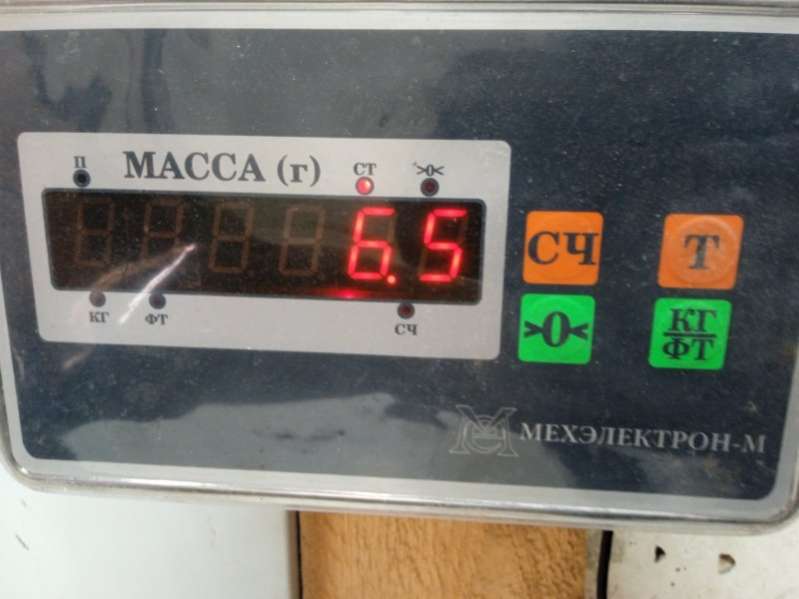 П МАССА (г) СТ >0<
6.5
КГ ФТ СЧ
СЧ Т
>0< КГ/ФТ
МЕХЭЛЕКТРОН-М